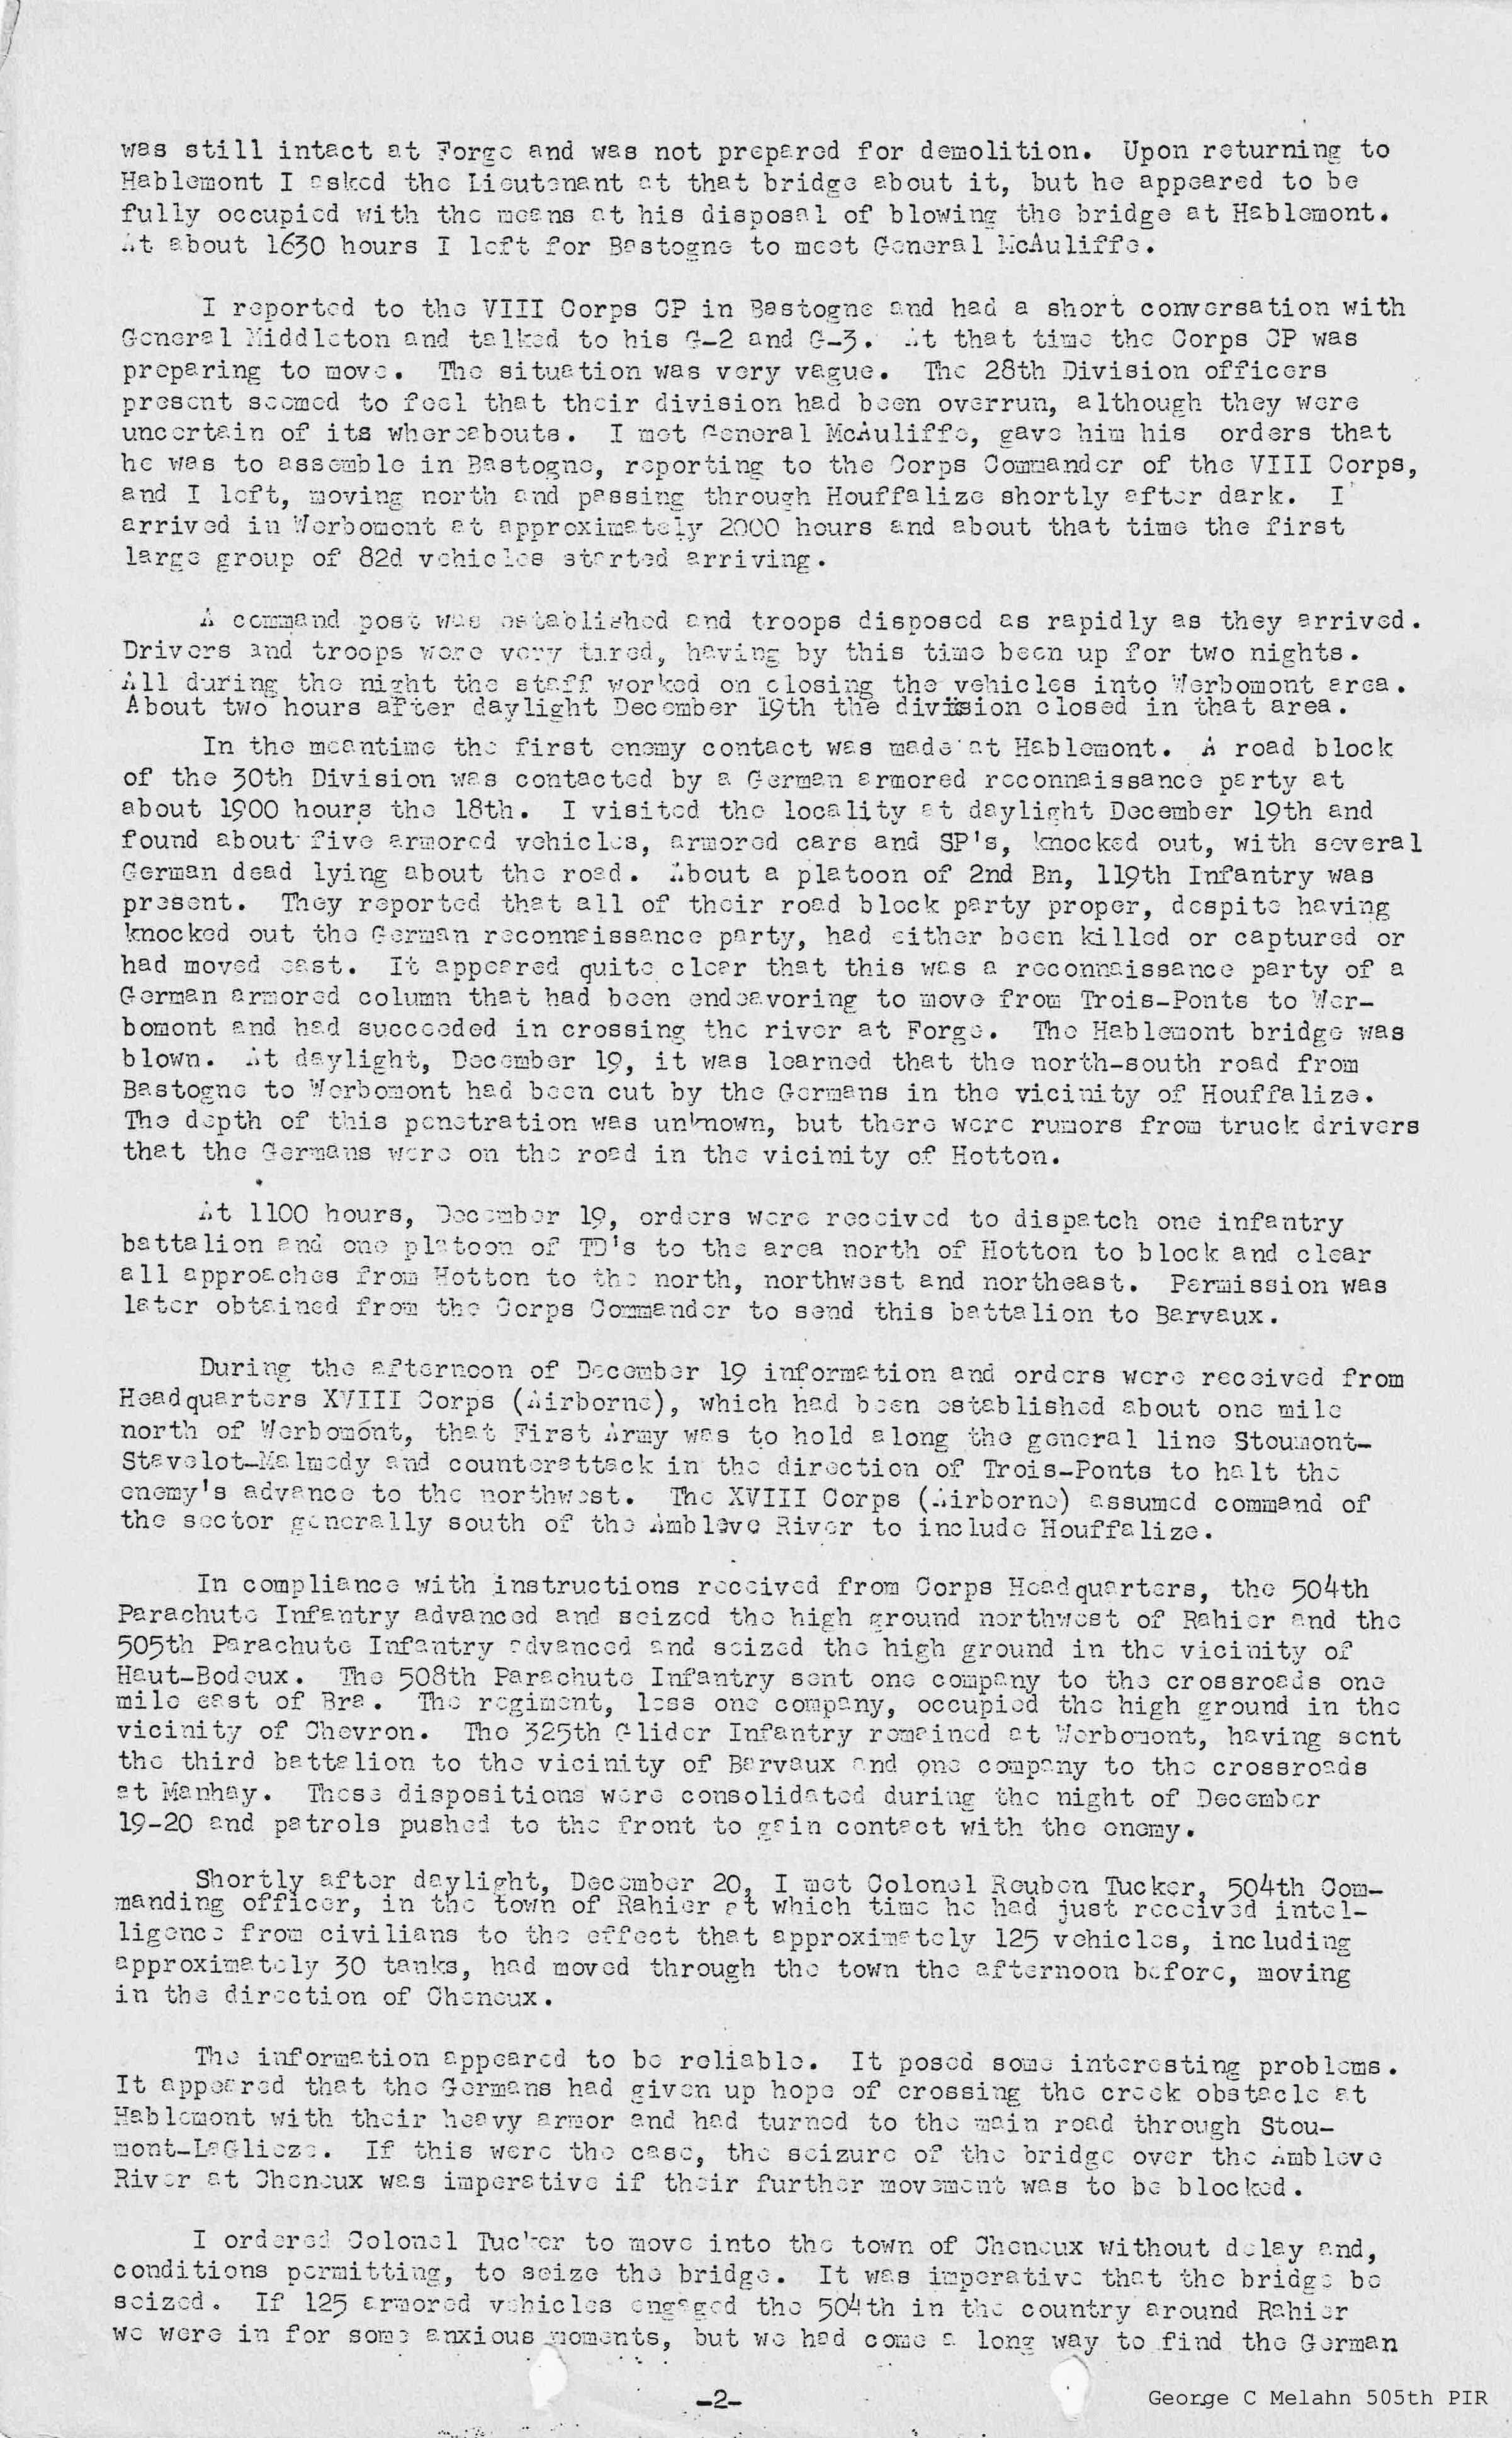 was still intact at Forge and was not prepared for demolition. Upon returning to
Hablemont I asked the Lieutenant at that bridge about it, but he appeared to be
fully occupied with the means at his disposal of blowing the bridge at Hablemont.
At about 1630 hours I left for Bastogne to meet General McAuliffe.
I reported to the VIII Corps CP in Bastogne and had a short conversation with
General Middleton and talked to his G-2 and G-3. At that time the Corps CP was
preparing to move. The situation was very vague. The 28th Division officers
present seemed to feel that their division had been overrun, although they were
uncertain of its whereabouts. I met General McAuliffe, gave him his orders that
he was to assemble in Bastogne, reporting to the Corps Commander of the VIII Corps,
and I left, moving north and passing through Houffalize shortly after dark. I
arrived in Werbomont at approximately 2000 hours and about that time the first
large group of 82d vehicles started arriving.
A command post was established and troops disposed as rapidly as they arrived.
Drivers and troops were very tired, having by this time been up for two nights.
All during the night the staff worked on closing the vehicles into Werbomont area.
About two hours after daylight December 19th the division closed in that area.
In the meantime the first enemy contact was made at Hablemont. A road block
of the 30th Division was contacted by a German armored reconnaissance party at
about 1900 hours the 18th. I visited the locality at daylight December 19th and
found about five armored vehicles, armored cars and SP's, knocked out, with several
German dead lying about the road. About a platoon of 2nd Bn, 119th Infantry was
present. They reported that all of their road block party proper, despite having
knocked out the German reconnaissance party, had either been killed or captured or
had moved east. It appeared quite clear that this was a reconnaissance party of a
German armored column that had been endeavoring to move from Trois-Ponts to Wer-
bomont and had succeeded in crossing the river at Forge. The Hablemont bridge was
blown. At daylight, December 19, it was learned that the north-south road from
Bastogne to Werbomont had been cut by the Germans in the vicinity of Houffalize.
The depth of this penetration was unknown, but there were rumors from truck drivers
that the Germans were on the road in the vicinity of Hotton.
At 1100 hours, December 19, orders were received to dispatch one infantry
battalion and one platoon of TD's to the area north of Hotton to block and clear
all approaches from Hotton to the north, northwest and northeast. Permission was
later obtained from the Corps Commander to send this battalion to Barvaux.
During the afternoon of December 19 information and orders were received from
Headquarters XVIII Corps (Airborne), which had been established about one mile
north of Werbomont, that First Army was to hold along the general line Stoumont-
Stavelot-Malmedy and counterattack in the direction of Trois-Ponts to halt the
enemy's advance to the northwest. The XVIII Corps (Airborne) assumed command of
the sector generally south of the Ambleve River to include Houffalize.
In compliance with instructions received from Corps Headquarters, the 504th
Parachute Infantry advanced and seized the high ground northwest of Rahier and the
505th Parachute Infantry advanced and seized the high ground in the vicinity of
Haut-Bodeux. The 508th Parachute Infantry sent one company to the crossroads one
mile east of Bra. The regiment, less one company, occupied the high ground in the
vicinity of Chevron. The 325th Glider Infantry remained at Werbomont, having sent
the third battalion to the vicinity of Barvaux and one company to the crossroads
at Manhay. These dispositions were consolidated during the night of December
19-20 and patrols pushed to the front to gain contact with the enemy.
Shortly after daylight, December 20, I met Colonel Reuben Tucker, 504th Com-
manding officer, in the town of Rahier at which time he had just received intel-
ligence from civilians to the effect that approximately 125 vehicles, including
approximately 30 tanks, had moved through the town the afternoon before, moving
in the direction of Cheneux.
The information appeared to be reliable. It posed some interesting problems.
It appeared that the Germans had given up hope of crossing the creek obstacle at
Hablemont with their heavy armor and had turned to the main road through Stou-
mont-LaGlieze. If this were the case, the seizure of the bridge over the Ambleve
River at Cheneux was imperative if their further movement was to be blocked.
I ordered Colonel Tucker to move into the town of Cheneux without delay and,
conditions permitting, to seize the bridge. It was imperative that the bridge be
seized. If 125 armored vehicles engaged the 504th in the country around Rahier
we were in for some anxious moments, but we had come a long way to find the German
-2-
George C Melahn 505th PIR